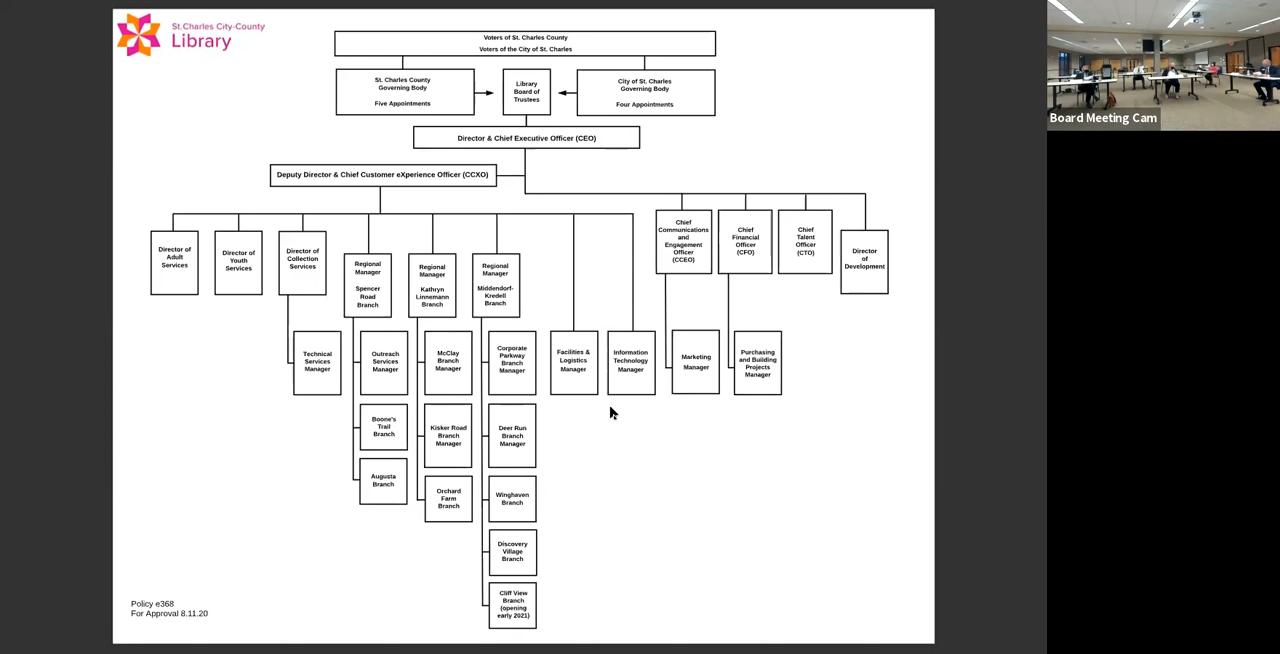 St.Charles City-County
Library
Voters of St. Charles County
Voters of the City of St. Charles
St. Charles County
Governing Body
Five Appointments
Library
Board of
Trustees
City of St. Charles
Governing Body
Four Appointments
Director & Chief Executive Officer (CEO)
Deputy Director & Chief Customer eXperience Officer (CCXO)
Director of
Adult
Services
Director of
Youth
Services
Director of
Collection
Services
Regional
Manager
Spencer
Road
Branch
Regional
Manager
Kathryn
Linnemann
Branch
Regional
Manager
Middendorf-
Kredell
Branch
Chief
Communications
and
Engagement
Officer
(CCEO)
Chief
Financial
Officer
(CFO)
Chief
Talent
Officer
(CTO)
Director
of
Development
Technical
Services
Manager
Outreach
Services
Manager
McClay
Branch
Manager
Corporate
Parkway
Branch
Manager
Facilities &
Logistics
Manager
Information
Technology
Manager
Marketing
Manager
Purchasing
and Building
Projects
Manager
Boone's
Trail
Branch
Kisker Road
Branch
Manager
Deer Run
Branch
Manager
Augusta
Branch
Orchard
Farm
Branch
Winghaven
Branch
Discovery
Village
Branch
Cliff View
Branch
(opening
early 2021)
Policy e368
For Approval 8.11.20
Board Meeting Cam